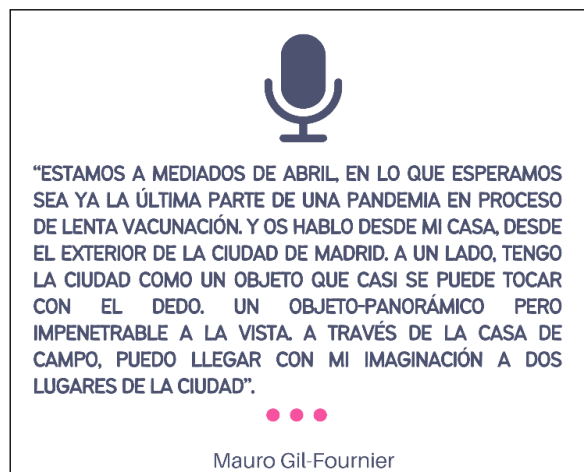 “ESTAMOS A MEDIADOS DE ABRIL, EN LO QUE ESPERAMOS
SEA YA LA ÚLTIMA PARTE DE UNA PANDEMIA EN PROCESO
DE LENTA VACUNACIÓN. Y OS HABLO DESDE MI CASA, DESDE
EL EXTERIOR DE LA CIUDAD DE MADRID. A UN LADO, TENGO
LA CIUDAD COMO UN OBJETO QUE CASI SE PUEDE TOCAR
CON EL DEDO. UN OBJETO-PANORÁMICO PERO
IMPENETRABLE A LA VISTA. A TRAVÉS DE LA CASA DE
CAMPO, PUEDO LLEGAR CON MI IMAGINACIÓN A DOS
LUGARES DE LA CIUDAD”.
Mauro Gil-Fournier